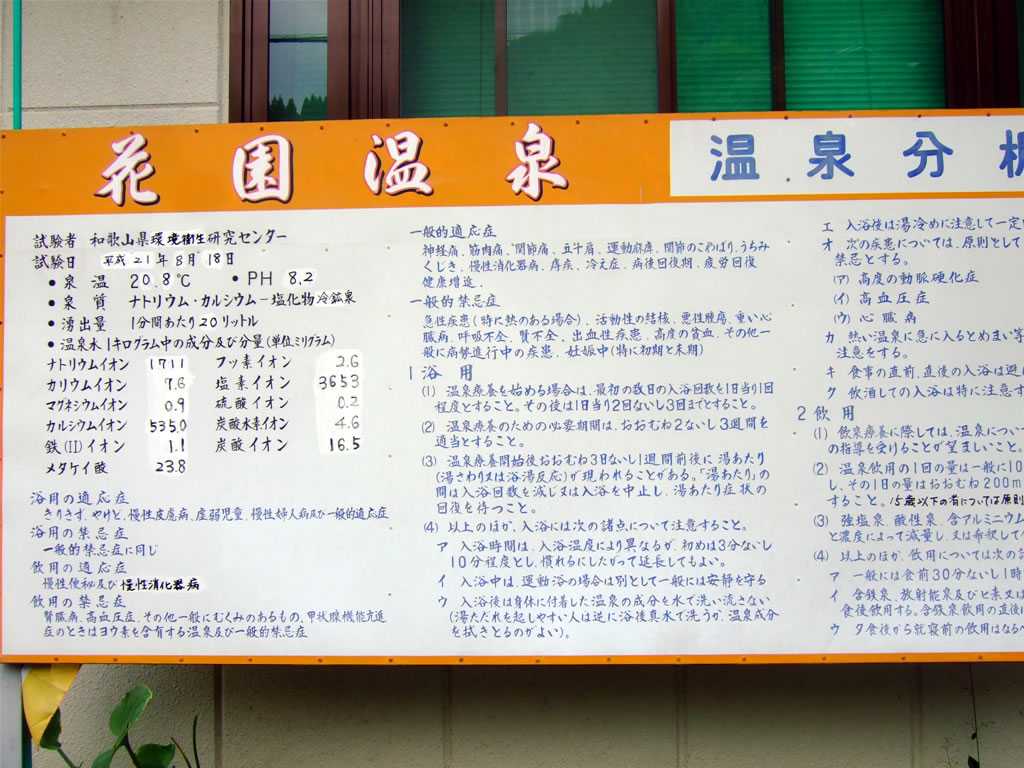 花園温泉
温泉分析
試験者 和歌山県環境衛生研究センター
試験日 平成21年8月18日
•泉温 20.8℃ •PH 8.2
•泉質 ナトリウム・カルシウム-塩化物冷鉱泉
•湧出量 1分間あたり20リットル
•温泉水1キログラム中の成分及び分量(単位ミリグラム)
ナトリウムイオン 1711 フッ素イオン 2.6
カリウムイオン 9.6 塩素イオン 3653
マグネシウムイオン 0.9 硫酸イオン 0.2
カルシウムイオン 535.0 炭酸水素イオン 4.6
鉄(II)イオン 1.1 炭酸イオン 16.5
メタケイ酸 23.8
浴用の適応症
きりきず、やけど、慢性皮膚病、虚弱児童、慢性婦人病及び一般的適応症
浴用の禁忌症
一般的禁忌症に同じ
飲用の適応症
慢性便秘及び慢性消化器病
飲用の禁忌症
腎臓病、高血圧症、その他一般にむくみのあるもの、甲状腺機能亢進
症のときはヨウ素を含有する温泉及び一般的禁忌症
一般的適応症
神経痛、筋肉痛、関節痛、五十肩、運動麻痺、関節のこわばり、うちみ
くじき、慢性消化器病、痔疾、冷え症、病後回復期、疲労回復
健康増進、
一般的禁忌症
急性疾患(特に熱のある場合)、活動性の結核、悪性腫瘍、重い心
臓病、呼吸不全、腎不全、出血性疾患、高度の貧血、その他一
般に病勢進行中の疾患、妊娠中(特に初期と末期)
1浴用
(1) 温泉療養を始める場合は、最初の数日の入浴回数を1日当り1回
程度とすること。その後は1日当り2回ないし3回までとすること。
(2) 温泉療養のための必要期間は、おおむね2ないし3週間を
適当とすること。
(3) 温泉療養開始後おおむね3日ないし1週間前後に湯あたり
(湯さわり又は浴湯反応)が現われることがある。「湯あたり」の
間は入浴回数を減じ又は入浴を中止し、湯あたり症状の
回復を待つこと。
(4) 以上のほか、入浴には次の諸点について注意すること。
ア 入浴時間は、入浴温度により異なるが、初めは3分ないし
10分程度とし、慣れるにしたがって延長してもよい。
イ 入浴中は、運動浴の場合は別として一般には安静を守る
ウ 入浴後は身体に付着した温泉の成分を水で洗い流さない
(湯ただれを起しやすい人は逆に浴後真水で洗うか、温泉成分
を拭きとるのがよい)。
エ 入浴後は湯冷めに注意して一定
オ 次の疾患については、原則として
禁忌とする。
(ア) 高度の動脈硬化症
(イ) 高血圧症
(ウ) 心臓病
カ 熱い温泉に急に入るとめまい等
注意をする。
キ 食事の直前、直後の入浴は避
ク 飲酒しての入浴は特に注意す
2飲用
(1) 飲泉療養に際しては、温泉につい
の指導を受けることが望ましいこと。
(2) 温泉飲用の1回の量は一般に10
し、その1日の量はおおむね200m
すること。15歳以下の者については原則
(3) 強塩泉、酸性泉、含アルミニウム
と濃度によって減量し、又は希釈して
(4) 以上のほか、飲用については次の
ア 一般には食前30分ないし1時
イ 含鉄泉、放射能泉及びヒ素又は
食後飲用する。含鉄泉飲用の直後
ウ 夕食後から就寝前の飲用はなる